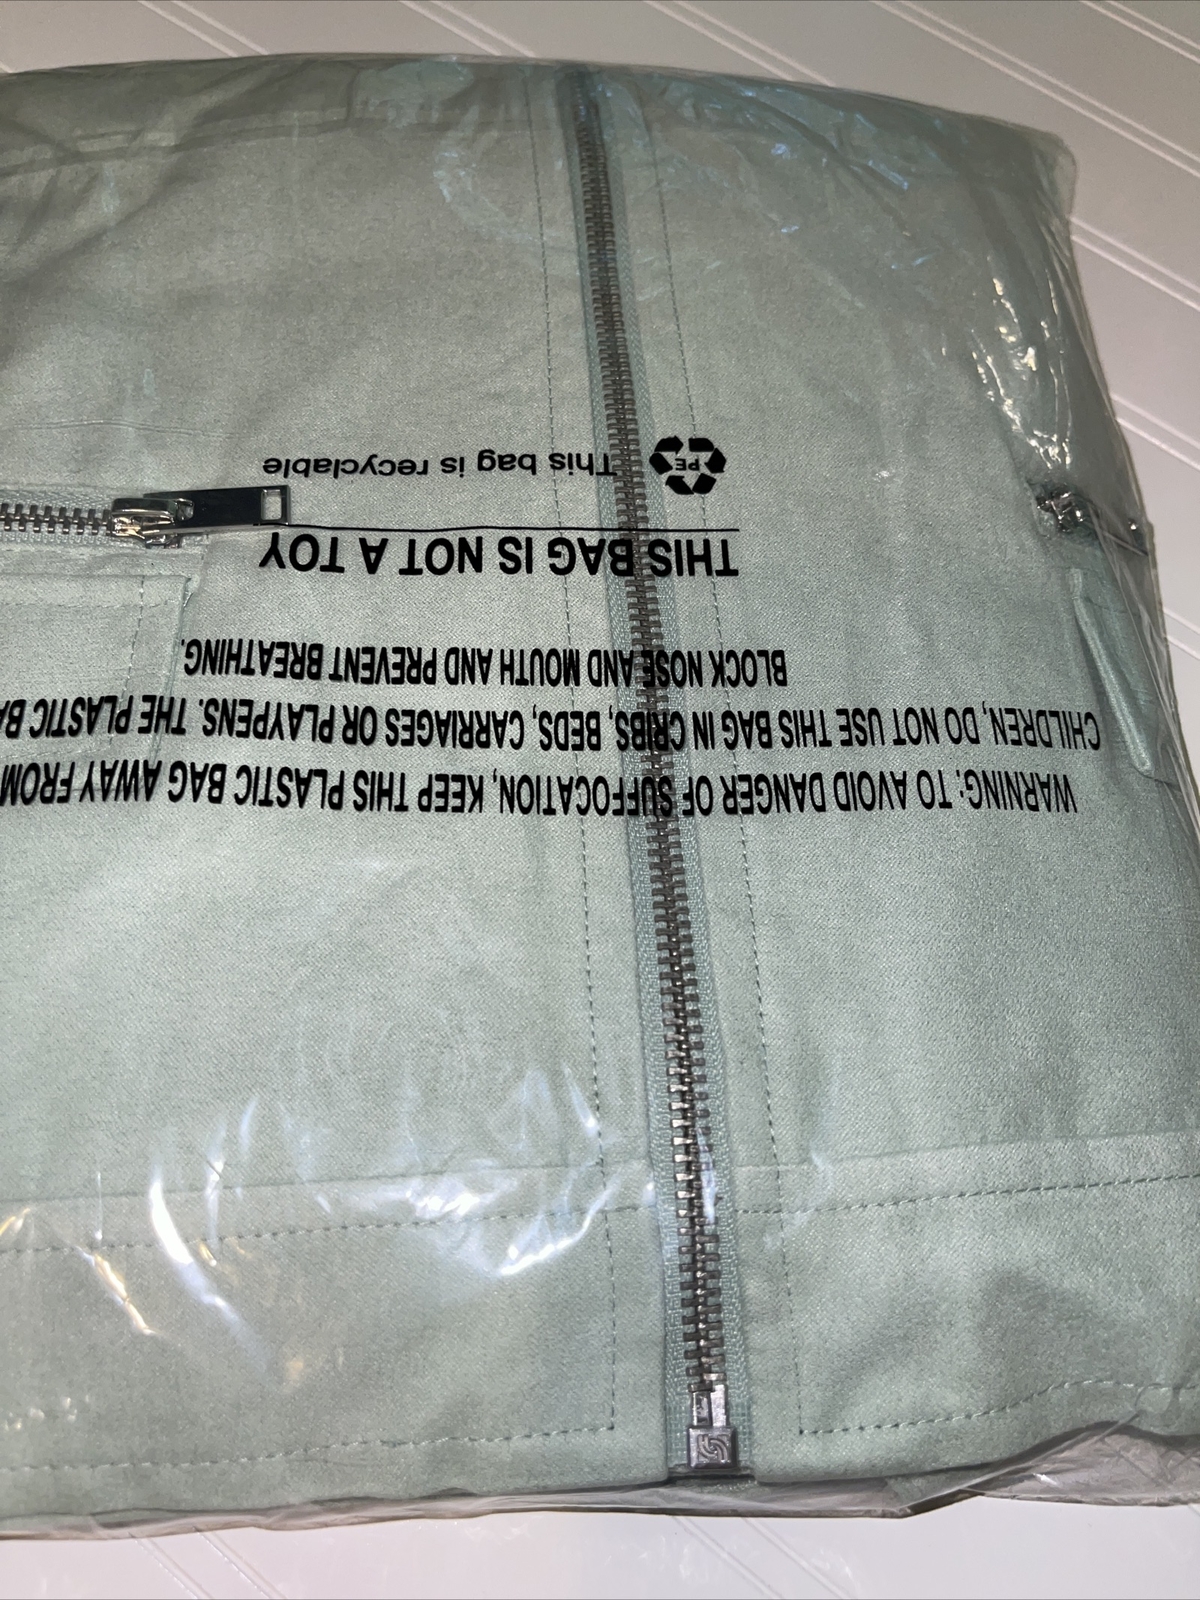 WARNING: TO AVOID DANGER OF SUFFOCATION, KEEP THIS PLASTIC BAG AWAY FROM
CHILDREN, DO NOT USE THIS BAG IN CRIBS, BEDS, CARRIAGES OR PLAYPENS. THE PLASTIC
BLOCK NOSE AND MOUTH AND PREVENT BREATHING.
THIS BAG IS NOT A TOY
PE This bag is recyclable